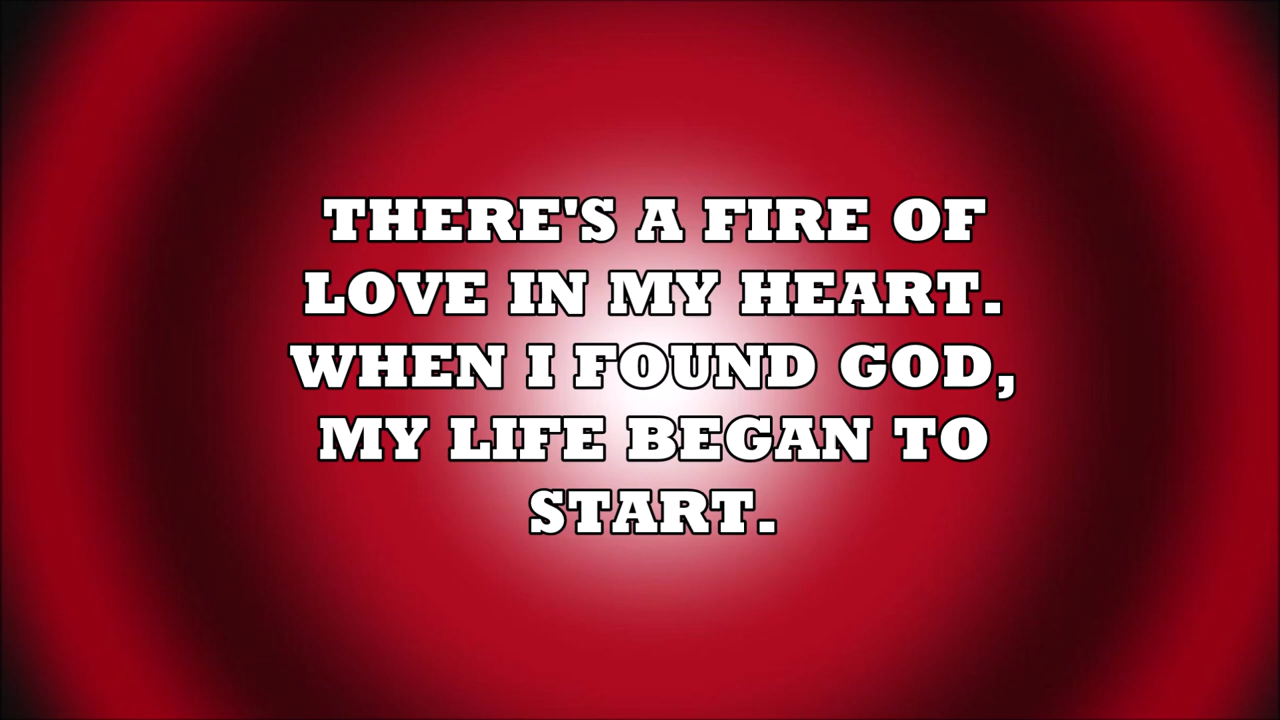 THERE'S A FIRE OF
LOVE IN MY HEART.
WHEN I FOUND GOD,
MY LIFE BEGAN TO
START.